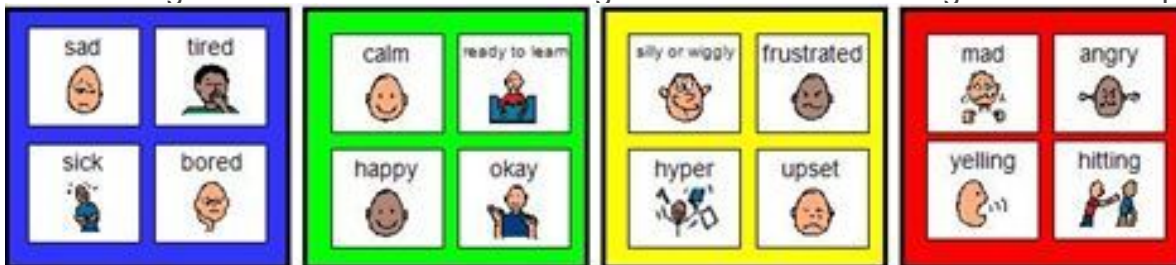 sad tired
sick bored
calm ready to learn
happy okay
silly or wiggly frustrated
hyper upset
mad angry
yelling hitting